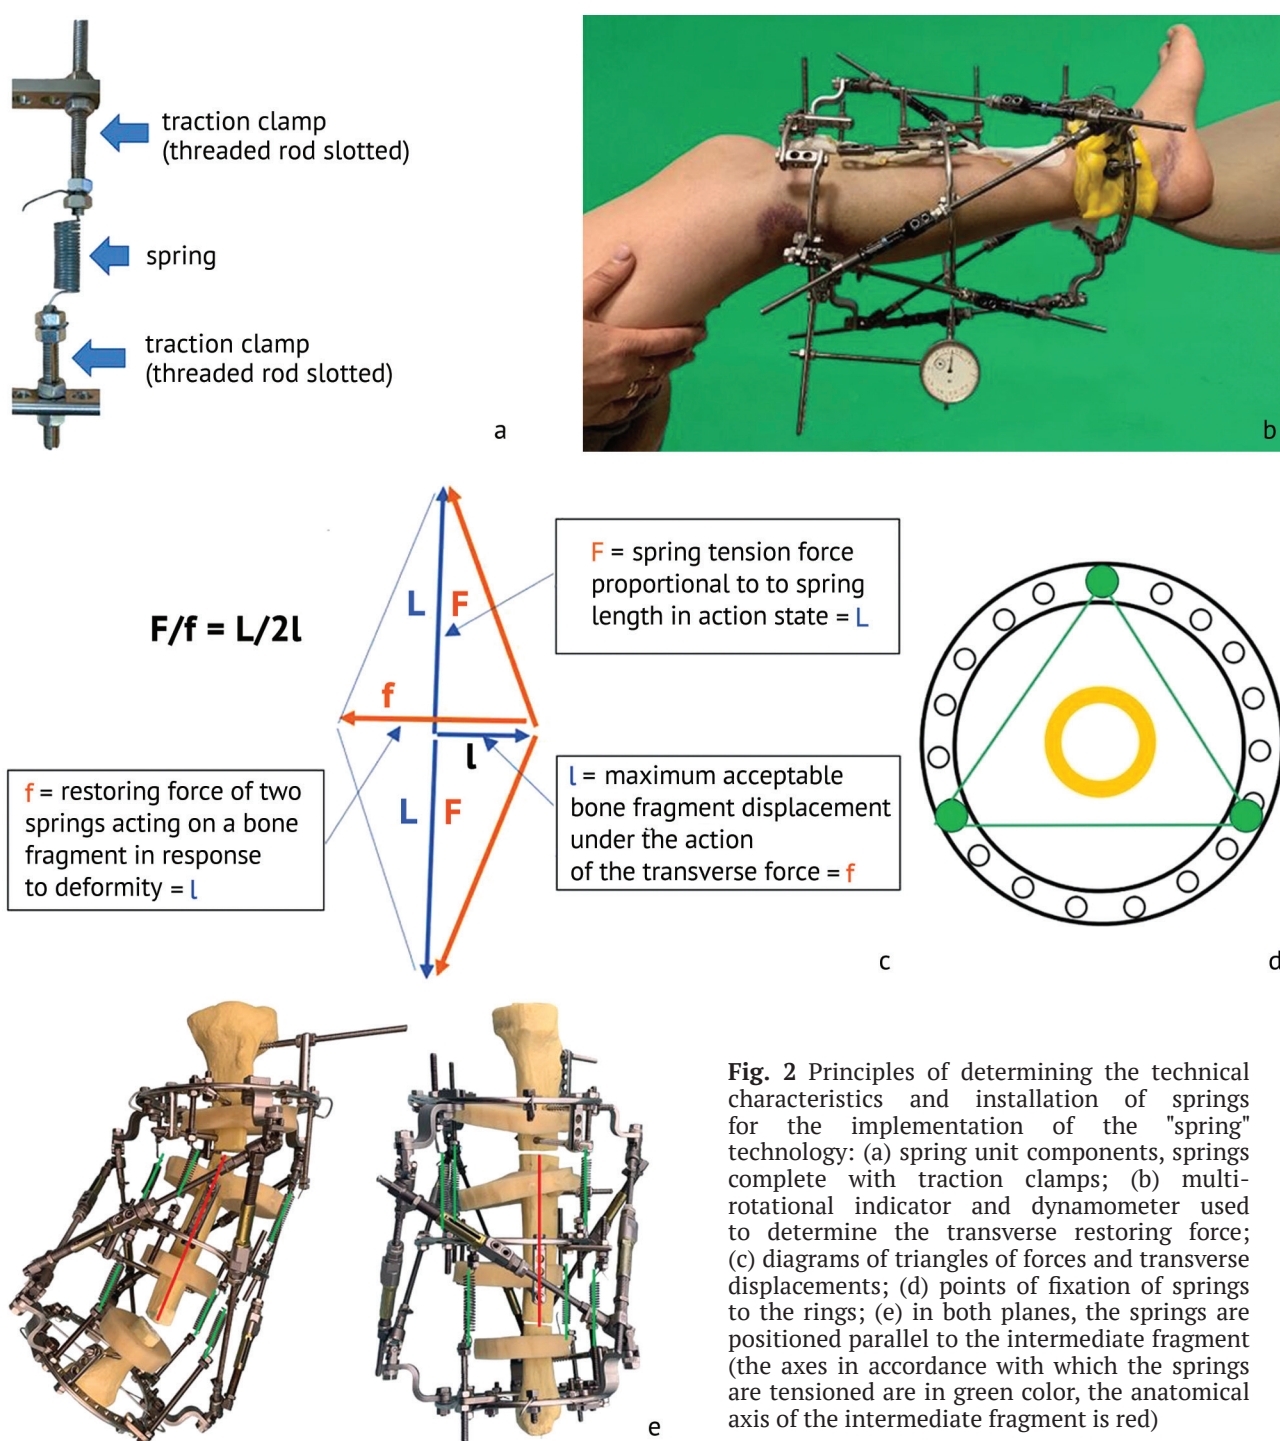 traction clamp
(threaded rod slotted)
spring
traction clamp
(threaded rod slotted)
a
b
F/f = L/2l
L
F
f
l
L
F
F = spring tension force
proportional to to spring
length in action state = L
f = restoring force of two
springs acting on a bone
fragment in response
to deformity = l
l = maximum acceptable
bone fragment displacement
under the action
of the transverse force = f
c
d
e
Fig. 2 Principles of determining the technical
characteristics and installation of springs
for the implementation of the "spring"
technology: (a) spring unit components, springs
complete with traction clamps; (b) multi-
rotational indicator and dynamometer used
to determine the transverse restoring force;
(c) diagrams of triangles of forces and transverse
displacements; (d) points of fixation of springs
to the rings; (e) in both planes, the springs are
positioned parallel to the intermediate fragment
(the axes in accordance with which the springs
are tensioned are in green color, the anatomical
axis of the intermediate fragment is red)